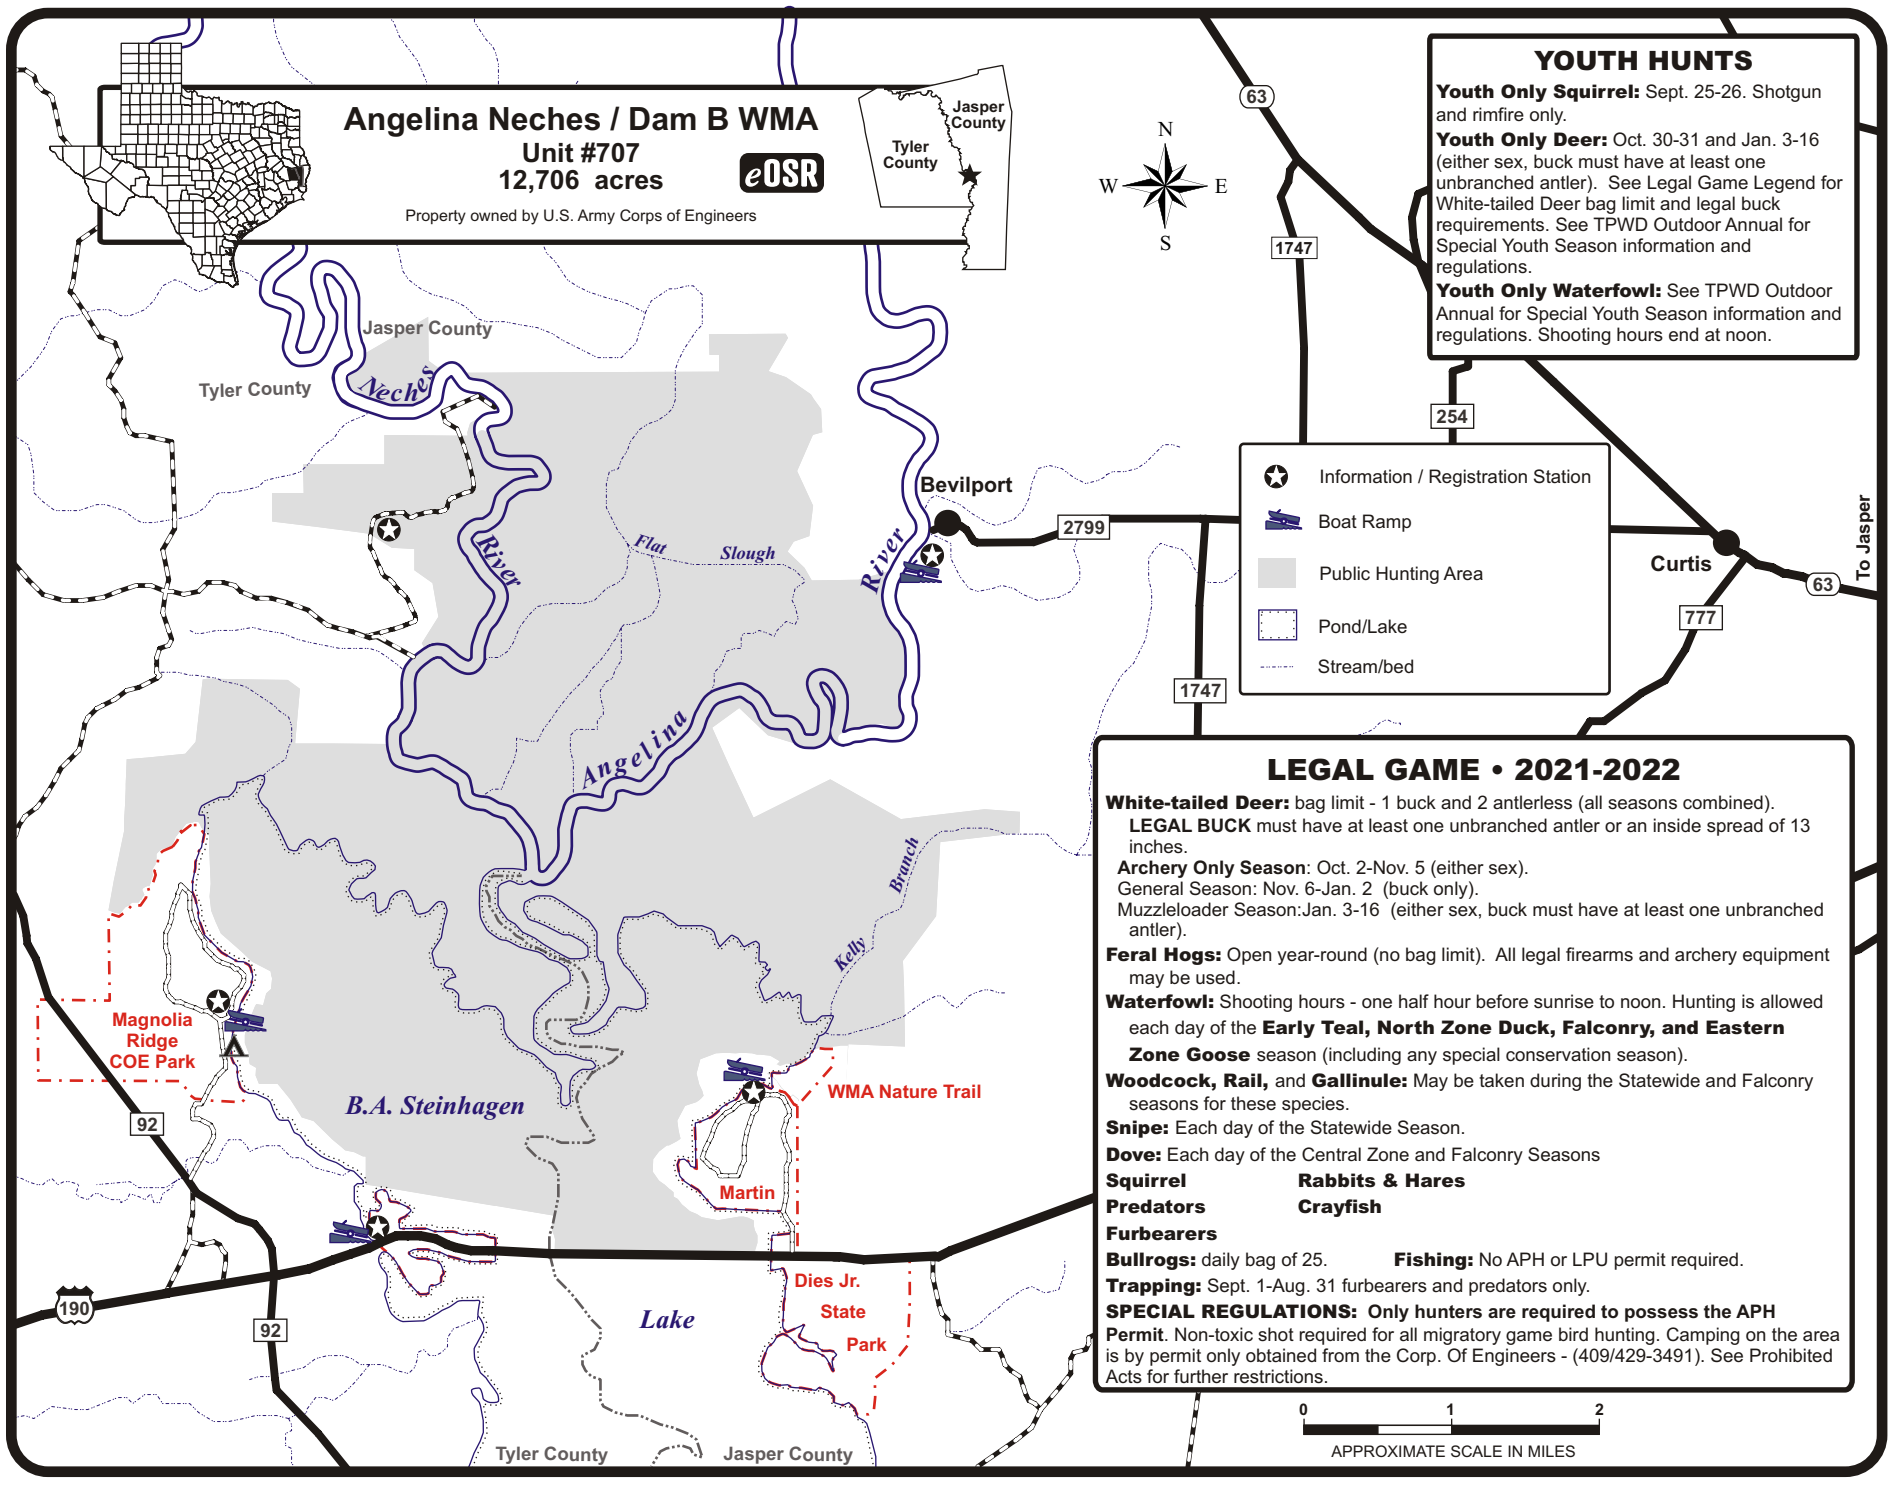 Angelina Neches / Dam B WMA
Unit #707
12,706 acres
Property owned by U.S. Army Corps of Engineers
eOSR
Jasper
County
Tyler
County
N
W
E
S
63
1747
YOUTH HUNTS
Youth Only Squirrel: Sept. 25-26. Shotgun
and rimfire only.
Youth Only Deer: Oct. 30-31 and Jan. 3-16
(either sex, buck must have at least one
unbranched antler). See Legal Game Legend for
White-tailed Deer bag limit and legal buck
requirements. See TPWD Outdoor Annual for
Special Youth Season information and
regulations.
Youth Only Waterfowl: See TPWD Outdoor
Annual for Special Youth Season information and
regulations. Shooting hours end at noon.
Jasper County
Tyler County
Neches
River
254
Bevilport
2799
Flat
Slough
River
Information / Registration Station
Boat Ramp
Public Hunting Area
Pond/Lake
Stream/bed
Curtis
To Jasper
63
777
1747
Angelina
Branch
Kelly
LEGAL GAME • 2021-2022
White-tailed Deer: bag limit - 1 buck and 2 antlerless (all seasons combined).
LEGAL BUCK must have at least one unbranched antler or an inside spread of 13
inches.
Archery Only Season: Oct. 2-Nov. 5 (either sex).
General Season: Nov. 6-Jan. 2 (buck only).
Muzzleloader Season:Jan. 3-16 (either sex, buck must have at least one unbranched
antler).
Feral Hogs: Open year-round (no bag limit). All legal firearms and archery equipment
may be used.
Waterfowl: Shooting hours - one half hour before sunrise to noon. Hunting is allowed
each day of the Early Teal, North Zone Duck, Falconry, and Eastern
Zone Goose season (including any special conservation season).
Woodcock, Rail, and Gallinule: May be taken during the Statewide and Falconry
seasons for these species.
Snipe: Each day of the Statewide Season.
Dove: Each day of the Central Zone and Falconry Seasons
Squirrel Rabbits & Hares
Predators Crayfish
Furbearers
Bullrogs: daily bag of 25. Fishing: No APH or LPU permit required.
Trapping: Sept. 1-Aug. 31 furbearers and predators only.
SPECIAL REGULATIONS: Only hunters are required to possess the APH
Permit. Non-toxic shot required for all migratory game bird hunting. Camping on the area
is by permit only obtained from the Corp. Of Engineers - (409/429-3491). See Prohibited
Acts for further restrictions.
Magnolia
Ridge
COE Park
92
B.A. Steinhagen
WMA Nature Trail
Martin
190
92
Lake
Dies Jr.
State
Park
Tyler County
Jasper County
0 1 2
APPROXIMATE SCALE IN MILES